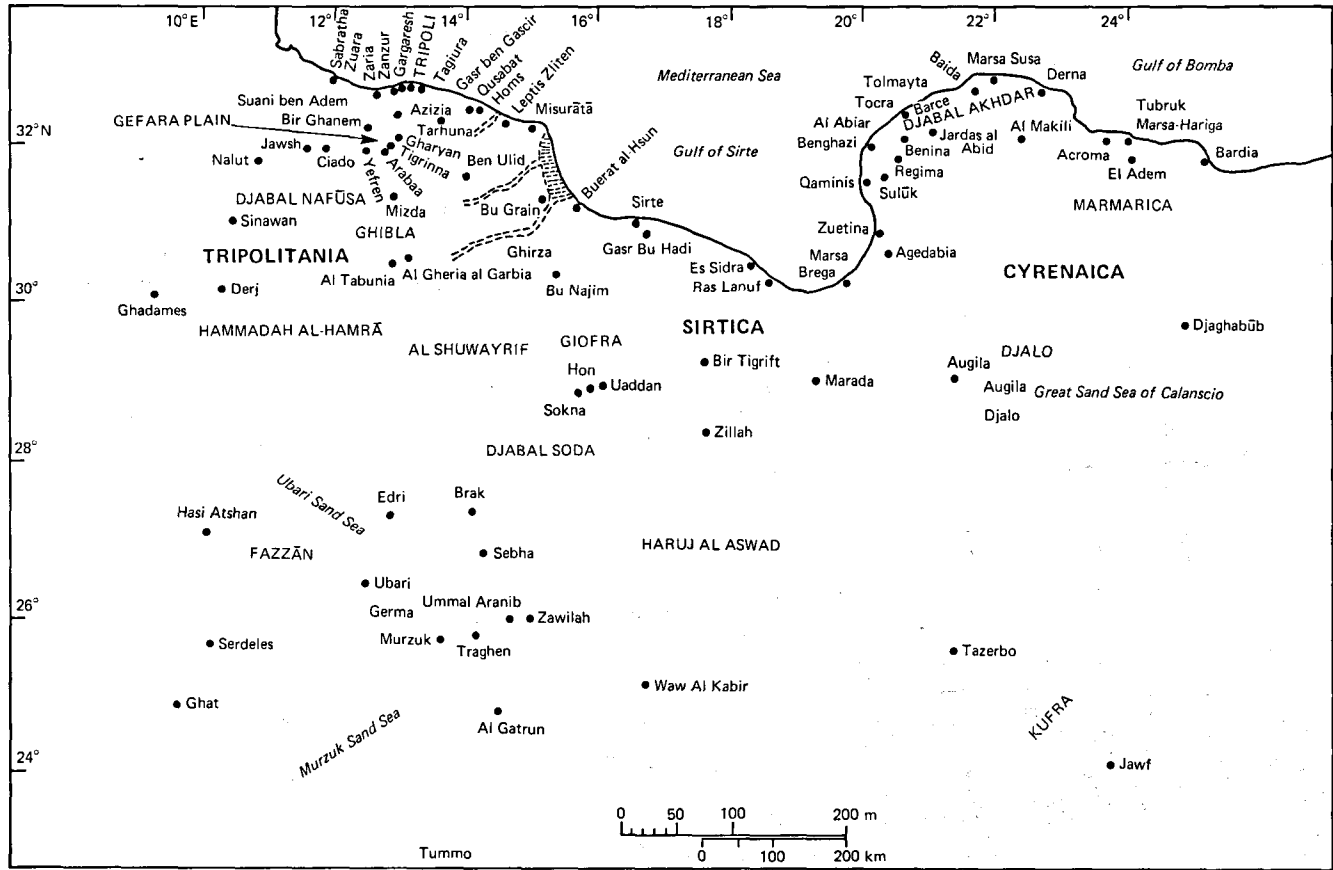 10°E
12°
14°
16°
18°
20°
22°
24°
Sabratha
Zuara
Zaria
Zanzur
Gargaresh
TRIPOLI
Tagiura
Gasr ben Gascir
Qusabat
Homs
Leptis Zliten
Misurātā
Suani ben Adem
Bir Ghanem
GEFARA PLAIN
Azizia
Tarhuna
32°N
Jawsh
Nalut
Ciado
Yefren
Arabaa
Tigrinna
Gharyan
Ben Ulid
Buerat al Hsun
Mediterranean Sea
Gulf of Sirte
Baida
Marsa Susa
Derna
Gulf of Bomba
Tolmayta
Tocra
Barce
DJABAL AKHDAR
Al Abiar
Benghazi
Benina
Regima
Jardas al
Abid
Al Makili
Tubruk
Marsa-Hariga
Acroma
El Adem
Bardia
Qaminis
Sulūk
MARMARICA
DJABAL NAFŪSA
Mizda
Sinawan
GHIBLA
Bu Grain
Sirte
Gasr Bu Hadi
Zuetina
Agedabia
TRIPOLITANIA
Al Tabunia
Al Gheria al Garbia
Ghirza
Bu Najim
Es Sidra
Ras Lanuf
Marsa
Brega
CYRENAICA
30°
Ghadames
Derj
HAMMADAH AL-HAMRĀ
AL SHUWAYRIF
GIOFRA
SIRTICA
Djaghabūb
Hon
Uaddan
Sokna
Bir Tigrift
Marada
DJALO
Augila
Augila
Djalo
Great Sand Sea of Calanscio
Zillah
28°
DJABAL SODA
Ubari Sand Sea
Edri
Brak
Hasi Atshan
FAZZĀN
Sebha
HARUJ AL ASWAD
Ubari
26°
Germa
Ummal Aranib
Zawilah
Murzuk
Traghen
Serdeles
Tazerbo
Ghat
Waw Al Kabir
Al Gatrun
Murzuk Sand Sea
KUFRA
24°
Jawf
0 50 100 200 m
0 100 200 km
Tummo